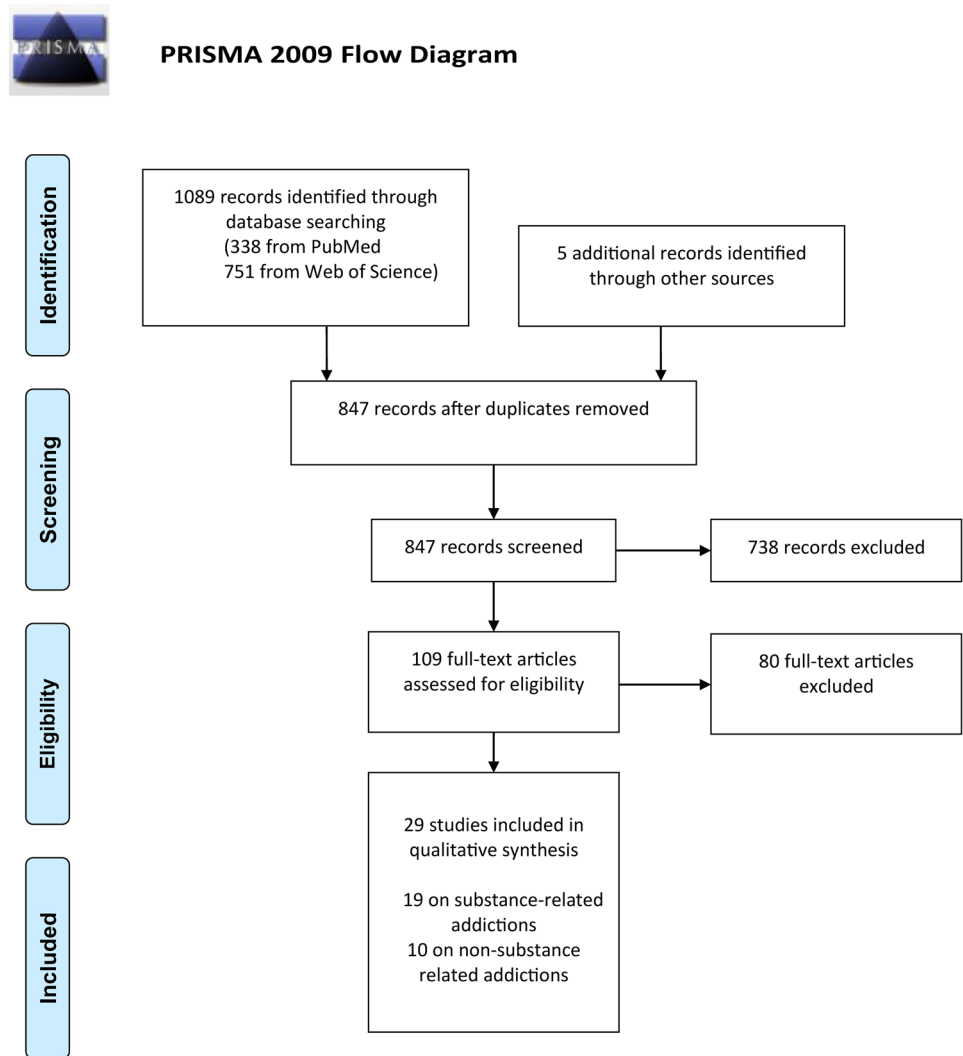 PRISMA
PRISMA 2009 Flow Diagram
Identification
1089 records identified through
database searching
(338 from PubMed
751 from Web of Science)
5 additional records identified
through other sources
Screening
847 records after duplicates removed
847 records screened
738 records excluded
Eligibility
109 full-text articles
assessed for eligibility
80 full-text articles
excluded
Included
29 studies included in
qualitative synthesis
19 on substance-related
addictions
10 on non-substance
related addictions